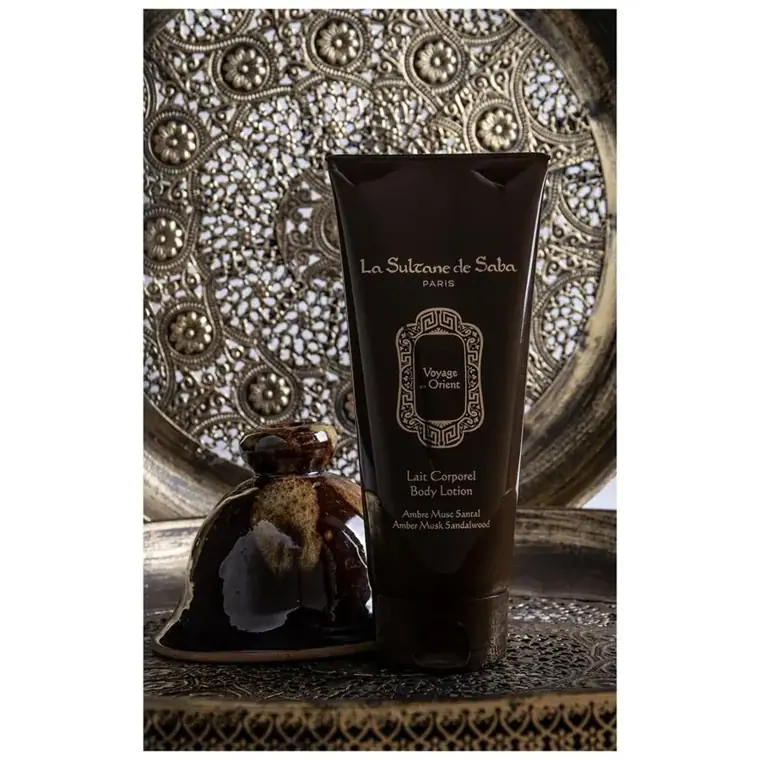 La Sultane de Saba
PARIS
Voyage
en Orient
Lait Corporel
Body Lotion
Ambre Musc Santal
Amber Musk Sandalwood